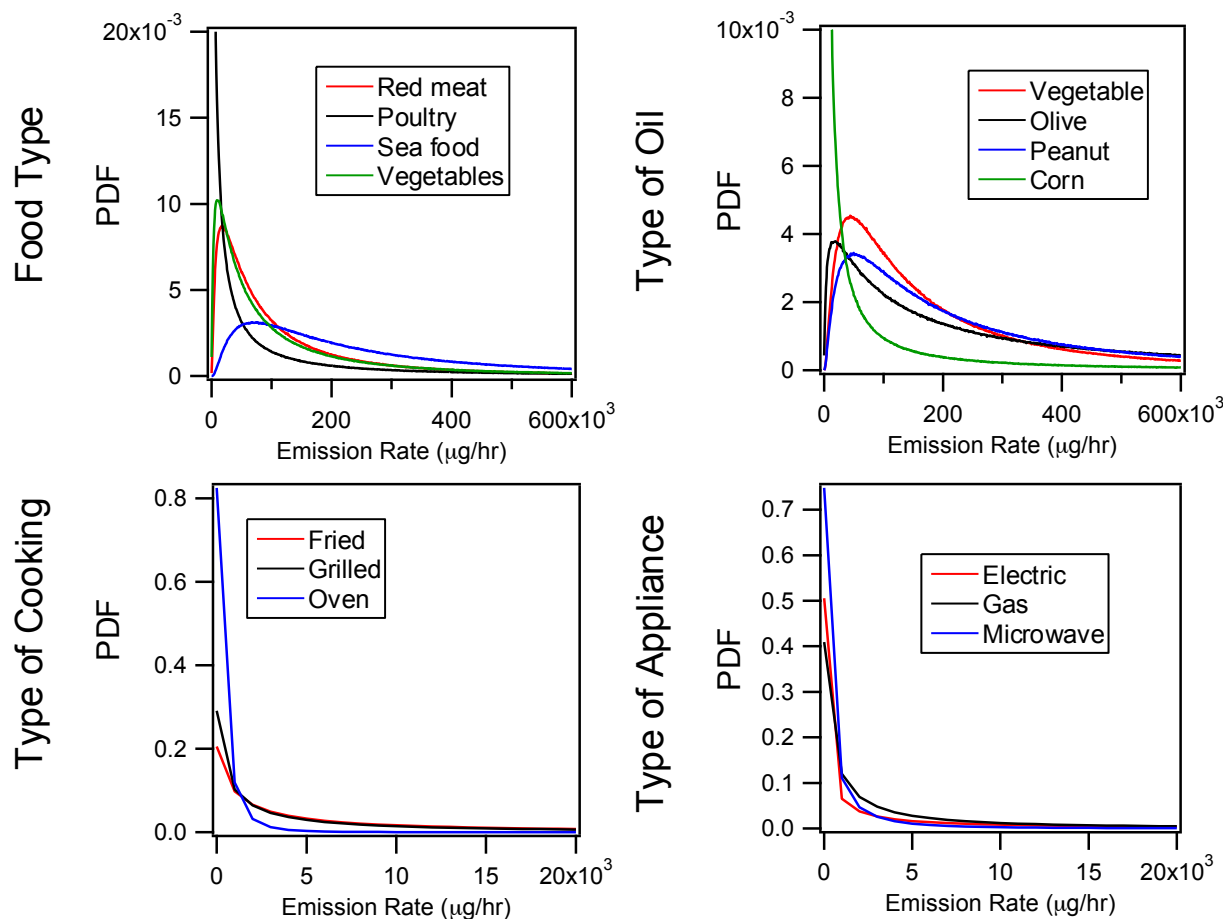 Food Type
PDF
20x10⁻³
15
10
5
0
Red meat
Poultry
Sea food
Vegetables
0
200
400
600x10³
Emission Rate (μg/hr)
Type of Oil
PDF
10x10⁻³
8
6
4
2
0
Vegetable
Olive
Peanut
Corn
0
200
400
600x10³
Emission Rate (μg/hr)
Type of Cooking
PDF
0.8
0.6
0.4
0.2
0.0
Fried
Grilled
Oven
0
5
10
15
20x10³
Emission Rate (μg/hr)
Type of Appliance
PDF
0.7
0.6
0.5
0.4
0.3
0.2
0.1
0.0
Electric
Gas
Microwave
0
5
10
15
20x10³
Emission Rate (μg/hr)